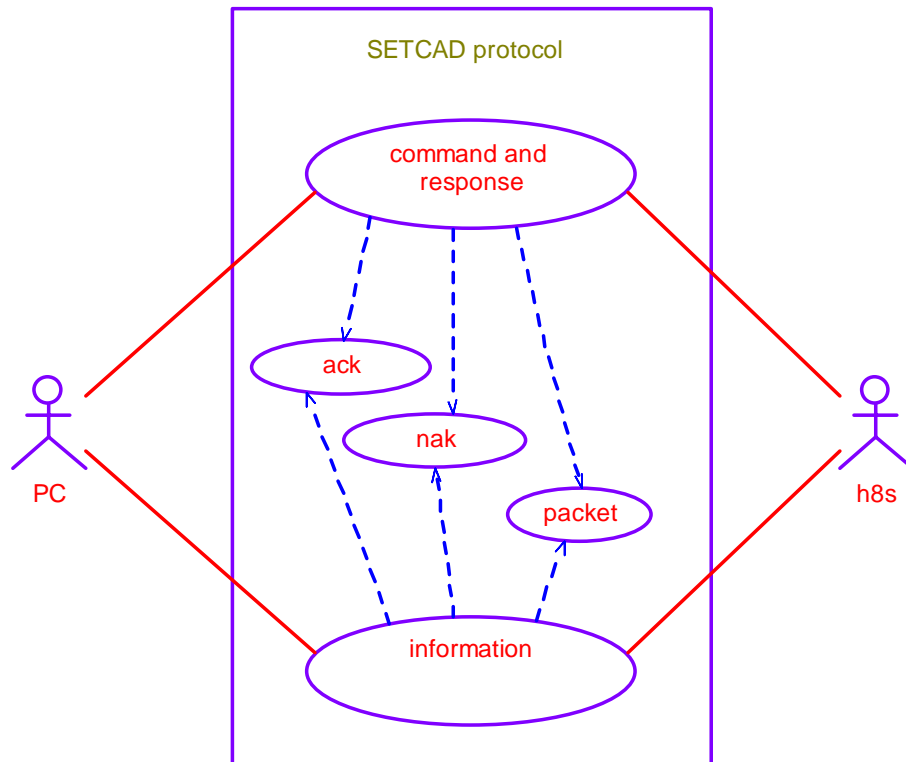 SETCAD protocol
command and
response
ack
nak
PC
h8s
packet
information